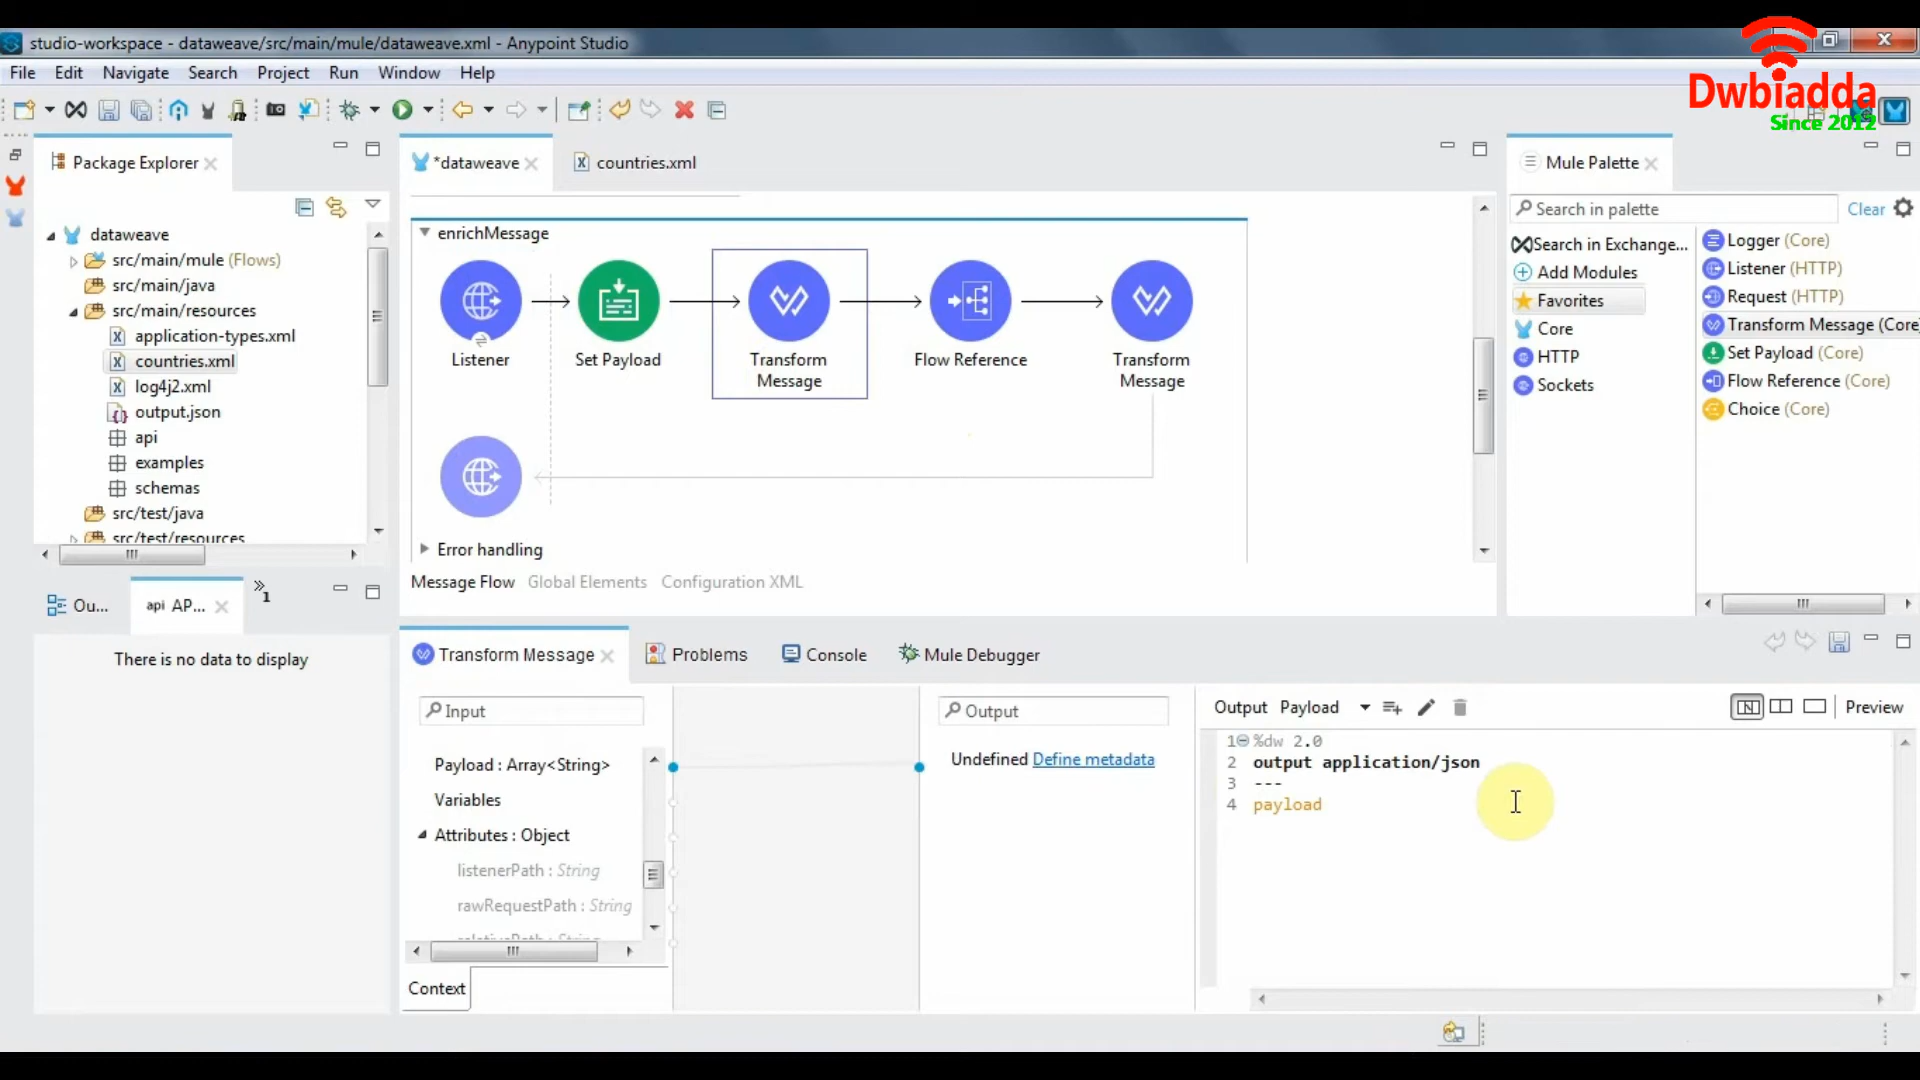 studio-workspace - dataweave/src/main/mule/dataweave.xml - Anypoint Studio
Dwbiadda
Since 2012
File Edit Navigate Search Project Run Window Help
Package Explorer
*dataweave
countries.xml
Mule Palette
Search in palette
Clear
dataweave
src/main/mule (Flows)
src/main/java
src/main/resources
application-types.xml
countries.xml
log4j2.xml
output.json
api
examples
schemas
src/test/java
src/test/resources
enrichMessage
Listener
Set Payload
Transform
Message
Flow Reference
Transform
Message
Error handling
Message Flow Global Elements Configuration XML
Search in Exchange...
Add Modules
Favorites
Core
HTTP
Sockets
Logger (Core)
Listener (HTTP)
Request (HTTP)
Transform Message (Core
Set Payload (Core)
Flow Reference (Core)
Choice (Core)
Ou...
api AP...
1
There is no data to display
Transform Message
Problems
Console
Mule Debugger
Input
Payload : Array<String>
Variables
Attributes : Object
listenerPath : String
rawRequestPath : String
Context
Output
Undefined Define metadata
Output Payload
Preview
1 %dw 2.0
2 output application/json
3 ---
4 payload